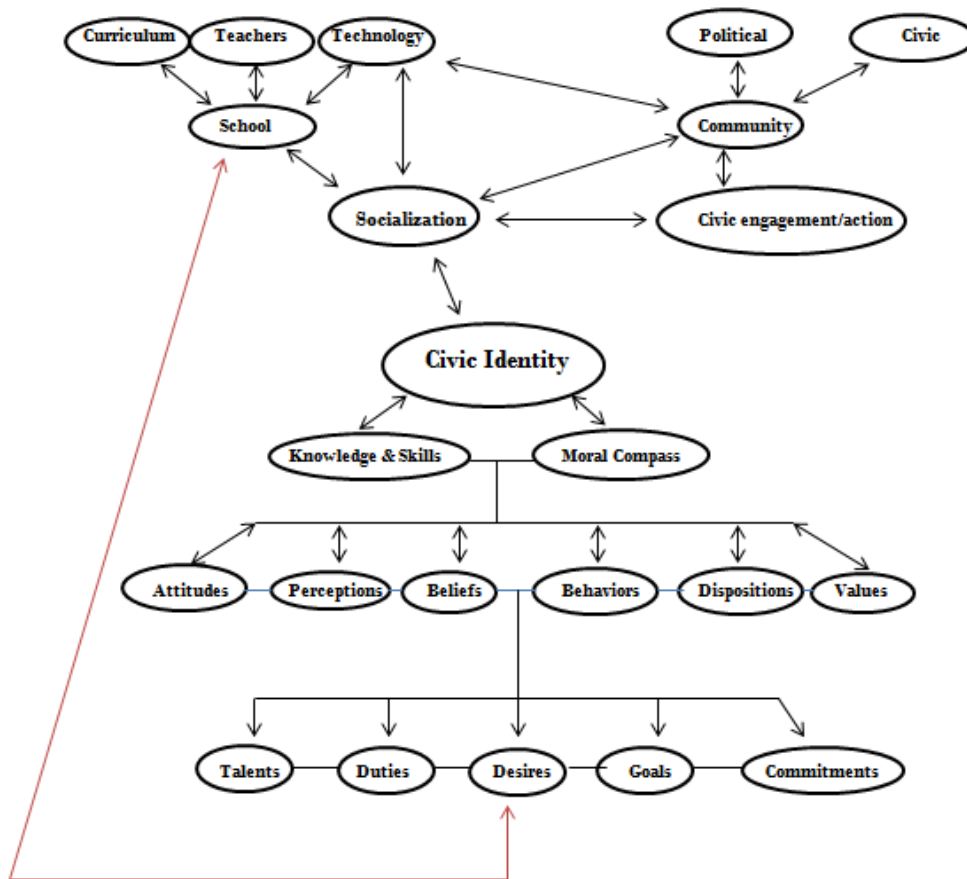 Curriculum
Teachers
Technology
Political
Civic
School
Community
Socialization
Civic engagement/action
Civic Identity
Knowledge & Skills
Moral Compass
Attitudes
Perceptions
Beliefs
Behaviors
Dispositions
Values
Talents
Duties
Desires
Goals
Commitments